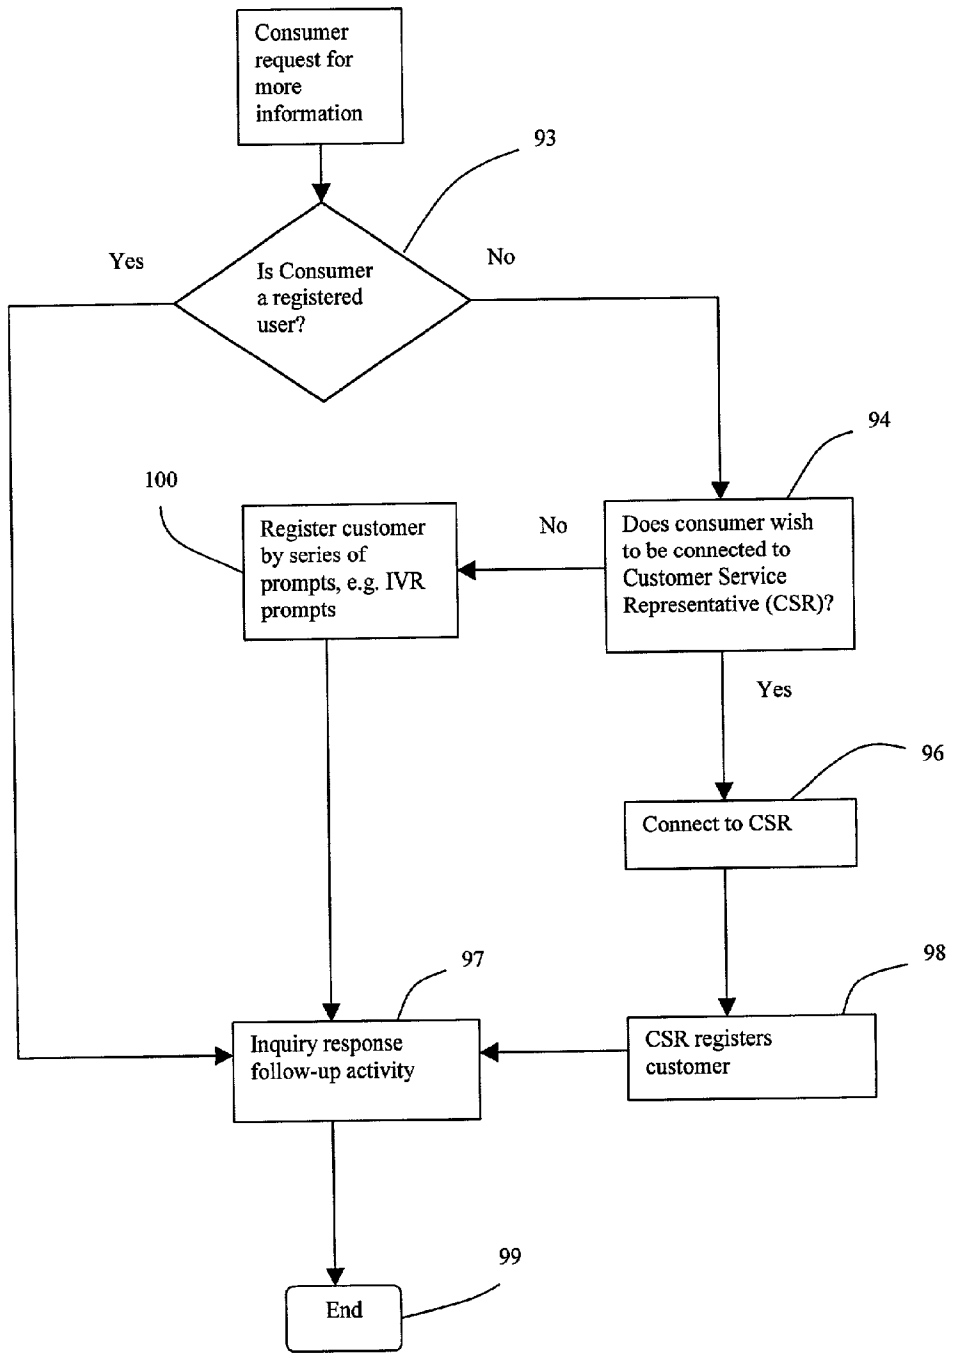 Consumer
request for
more
information
93
Yes
No
Is Consumer
a registered
user?
94
100
Register customer
by series of
prompts, e.g. IVR
prompts
No
Does consumer wish
to be connected to
Customer Service
Representative (CSR)?
Yes
96
Connect to CSR
97
98
Inquiry response
follow-up activity
CSR registers
customer
99
End